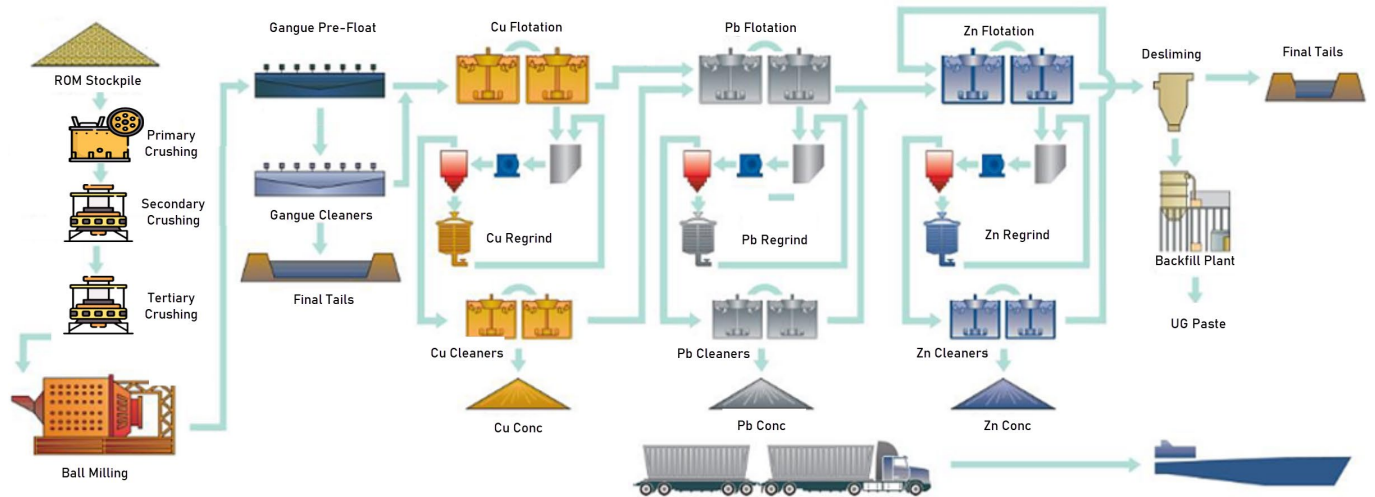 ROM Stockpile
Primary
Crushing
Secondary
Crushing
Tertiary
Crushing
Ball Milling
Gangue Pre-Float
Gangue Cleaners
Final Tails
Cu Flotation
Cu Regrind
Cu Cleaners
Cu Conc
Pb Flotation
Pb Regrind
Pb Cleaners
Pb Conc
Zn Flotation
Zn Regrind
Zn Cleaners
Zn Conc
Desliming
Final Tails
Backfill Plant
UG Paste